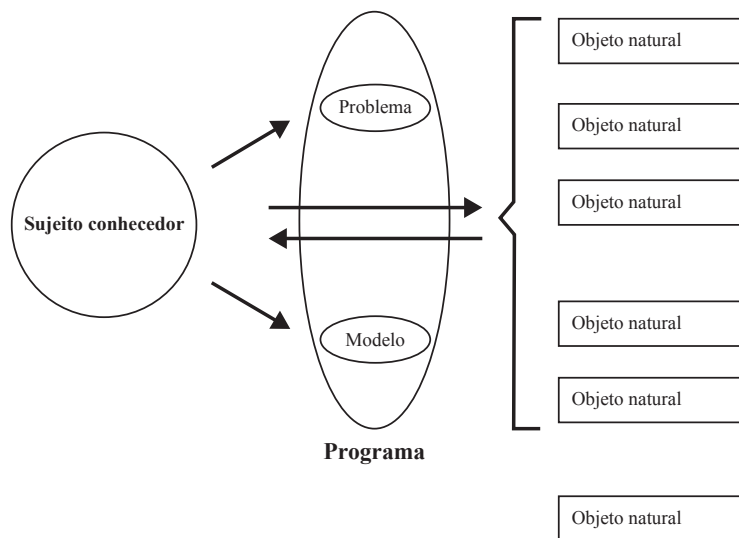 Objeto natural
Problema
Objeto natural
Objeto natural
Sujeito conhecedor
Objeto natural
Modelo
Objeto natural
Programa
Objeto natural